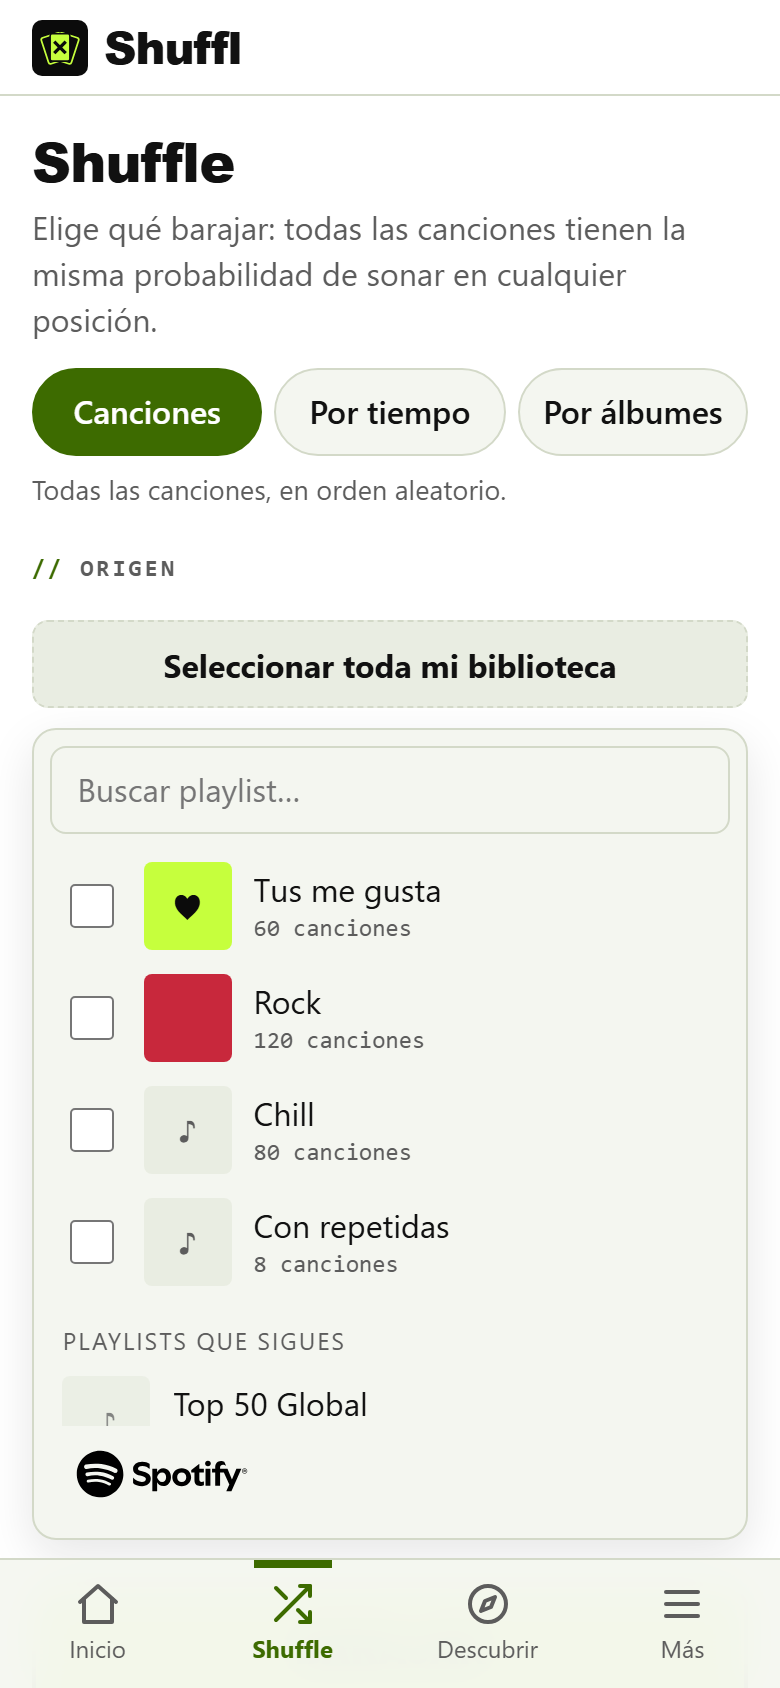 Shuffl
Shuffle
Elige qué barajar: todas las canciones tienen la
misma probabilidad de sonar en cualquier
posición.
Canciones
Por tiempo
Por álbumes
Todas las canciones, en orden aleatorio.
// ORIGEN
Seleccionar toda mi biblioteca
Buscar playlist...
Tus me gusta
60 canciones
Rock
120 canciones
Chill
80 canciones
Con repetidas
8 canciones
PLAYLISTS QUE SIGUES
Top 50 Global
Spotify®
Inicio
Shuffle
Descubrir
Más